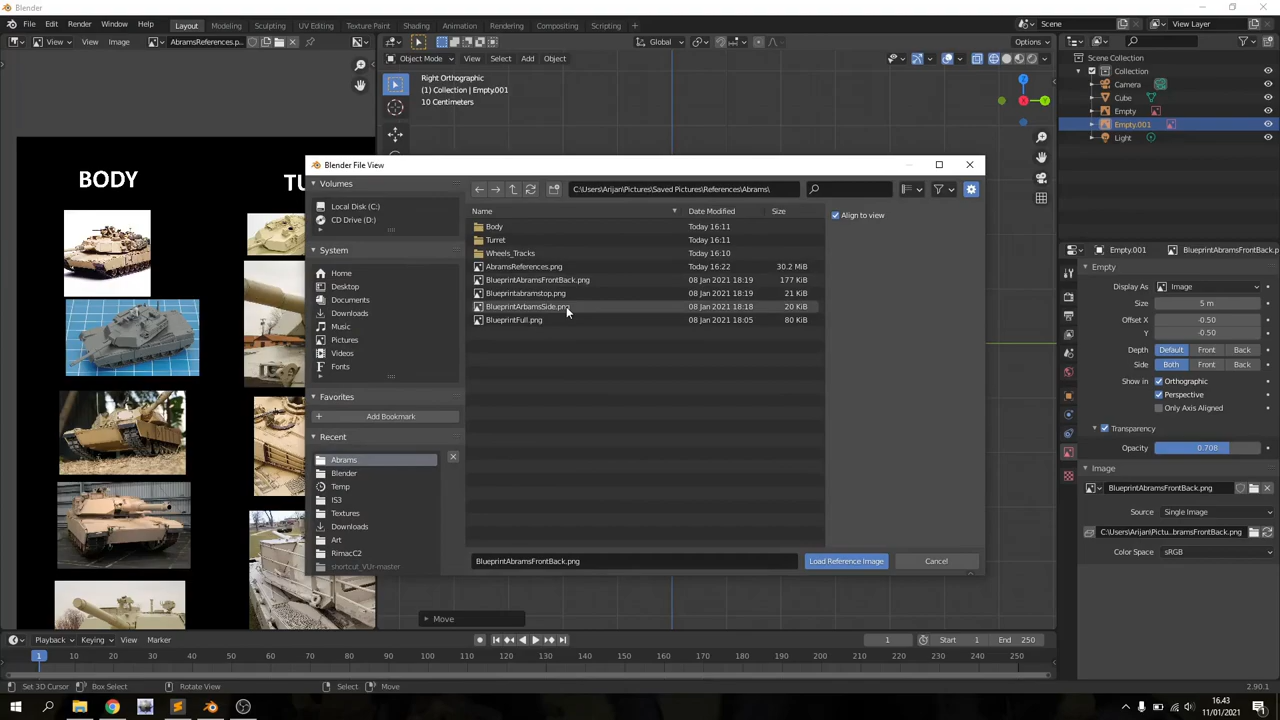 Blender
File Edit Render Window Help Layout Modeling Sculpting UV Editing Texture Paint Shading Animation Rendering Compositing Scripting + Scene View Layer
View View Image AbramsReferences.p... Global Options
Object Mode View Select Add Object
Right Orthographic
(1) Collection | Empty.001
10 Centimeters
Z
X
Y
Scene Collection
Collection
Camera
Cube
Empty
Empty.001
Light
BODY
TU
Blender File View
Volumes
Local Disk (C:)
CD Drive (D:)
System
Home
Desktop
Documents
Downloads
Music
Pictures
Videos
Fonts
Favorites
Add Bookmark
Recent
Abrams
Blender
Temp
IS3
Textures
Downloads
Art
RimacC2
shortcut_VUr-master
C:\Users\Arijan\Pictures\Saved Pictures\References\Abrams\
Name Date Modified Size
Body Today 16:11
Turret Today 16:11
Wheels_Tracks Today 16:10
AbramsReferences.png Today 16:22 30.2 MiB
BlueprintAbramsFrontBack.png 08 Jan 2021 18:19 177 KiB
Blueprintabramstop.png 08 Jan 2021 18:19 21 KiB
BlueprintArbamsSide.png 08 Jan 2021 18:18 20 KiB
BlueprintFull.png 08 Jan 2021 18:05 80 KiB
Align to view
BlueprintAbramsFrontBack.png Load Reference Image Cancel
Empty.001 BlueprintAbramsFrontBack.p
Empty
Display As Image
Size 5 m
Offset X -0.50
Y -0.50
Depth Default Front Back
Side Both Front Back
Show in Orthographic
Perspective
Only Axis Aligned
Transparency
Opacity 0.708
Image
BlueprintAbramsFrontBack.png
Source Single Image
C:\Users\Arijan\Pictu...bramsFrontBack.png
Color Space sRGB
Move
Playback Keying View Marker 1 Start 1 End 250
1 10 20 30 40 50 60 70 80 90 100 110 120 130 140 150 160 170 180 190 200 210 220 230 240 250
Set 3D Cursor Box Select Rotate View Select Move 2.90.1
16.43
11/01/2021
1